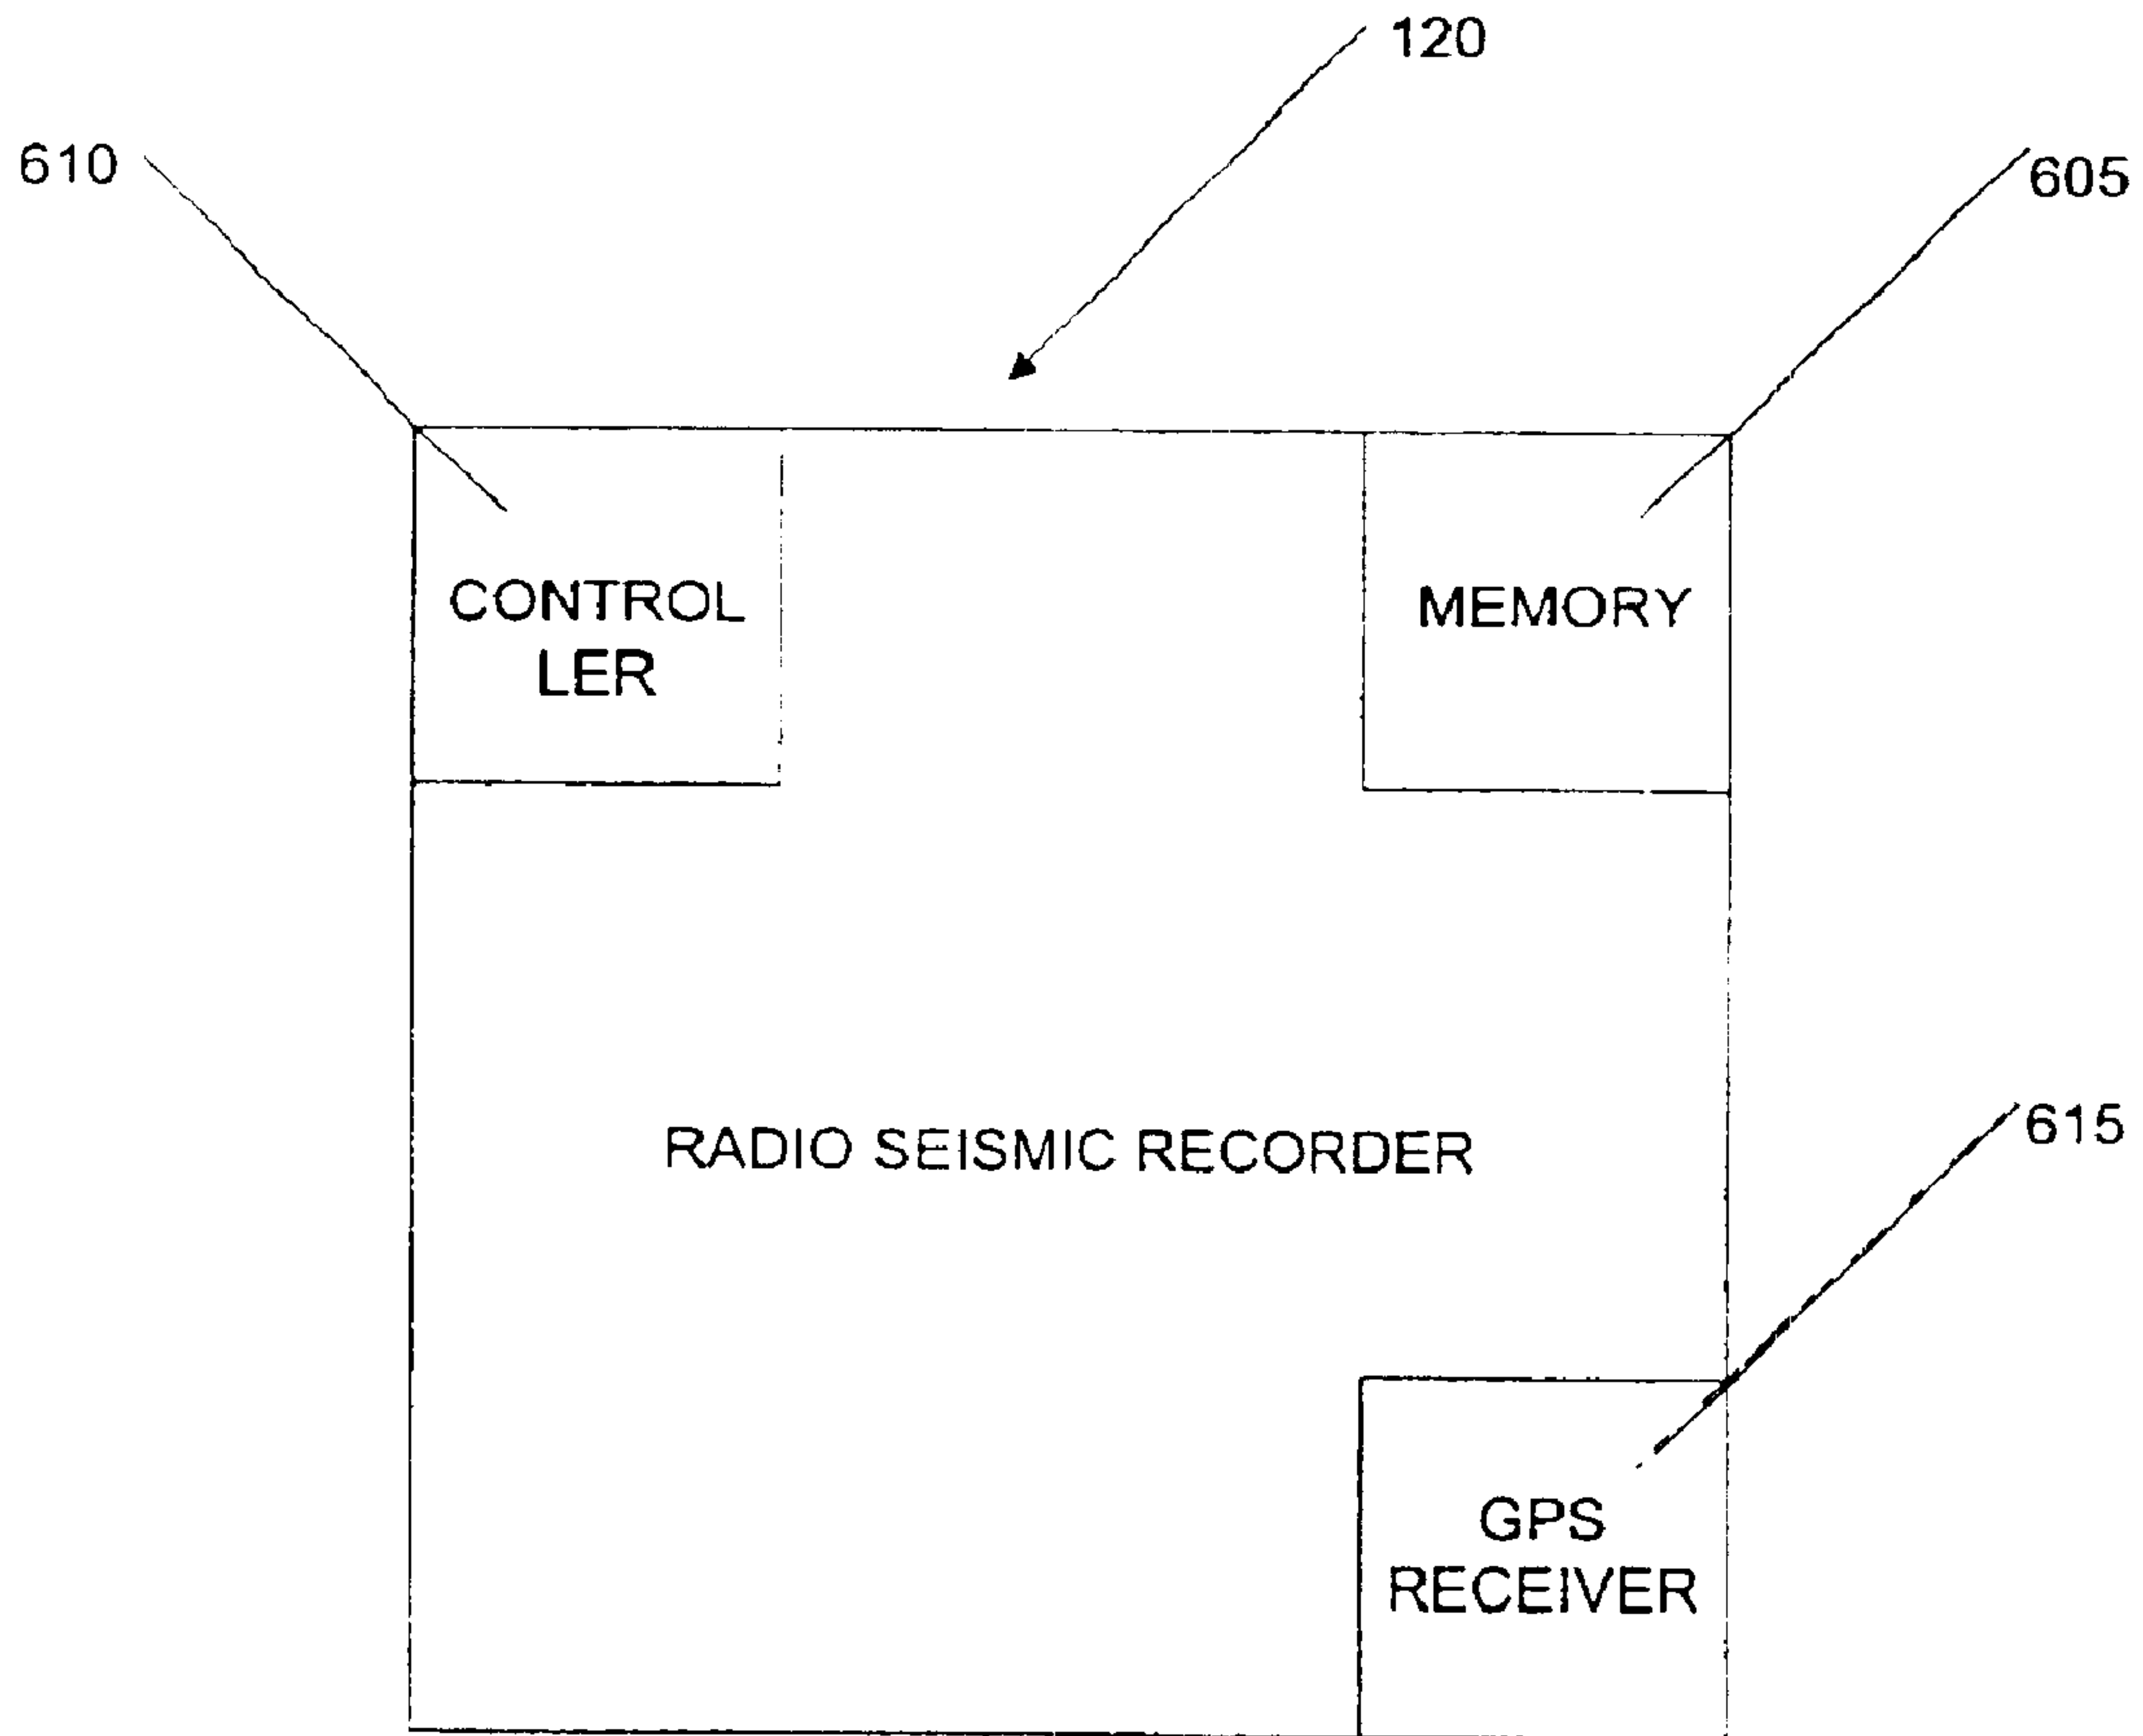 120
610
605
CONTROL
LER
MEMORY
RADIO SEISMIC RECORDER
615
GPS
RECEIVER